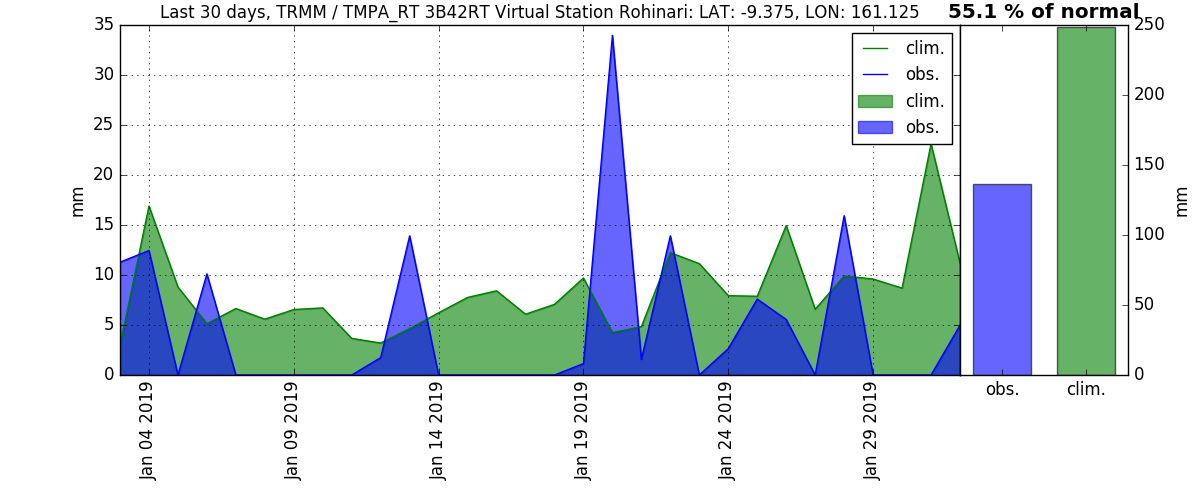 Last 30 days, TRMM / TMPA_RT 3B42RT Virtual Station Rohinari: LAT: -9.375, LON: 161.125
55.1 % of normal
35
30
25
20
15
10
5
0
mm
clim.
obs.
clim.
obs.
Jan 04 2019
Jan 09 2019
Jan 14 2019
Jan 19 2019
Jan 24 2019
Jan 29 2019
250
200
150
100
50
0
mm
obs.
clim.